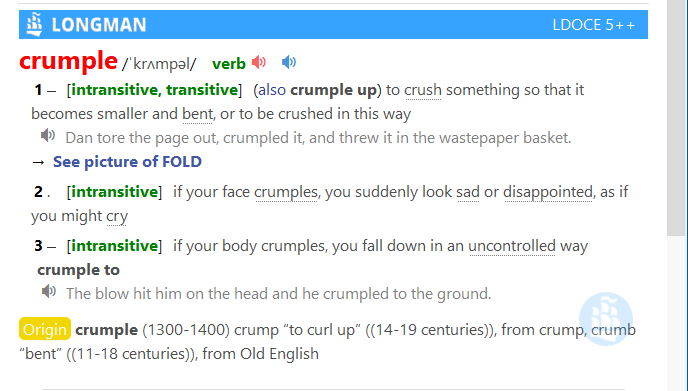 LONGMAN LDOCE 5++
crumple /ˈkrʌmpəl/ verb
1 – [intransitive, transitive] (also crumple up) to crush something so that it
becomes smaller and bent, or to be crushed in this way
Dan tore the page out, crumpled it, and threw it in the wastepaper basket.
→ See picture of FOLD
2 . [intransitive] if your face crumples, you suddenly look sad or disappointed, as if
you might cry
3 – [intransitive] if your body crumples, you fall down in an uncontrolled way
crumple to
The blow hit him on the head and he crumpled to the ground.
Origin crumple (1300-1400) crump “to curl up” ((14-19 centuries)), from crump, crumb
“bent” ((11-18 centuries)), from Old English